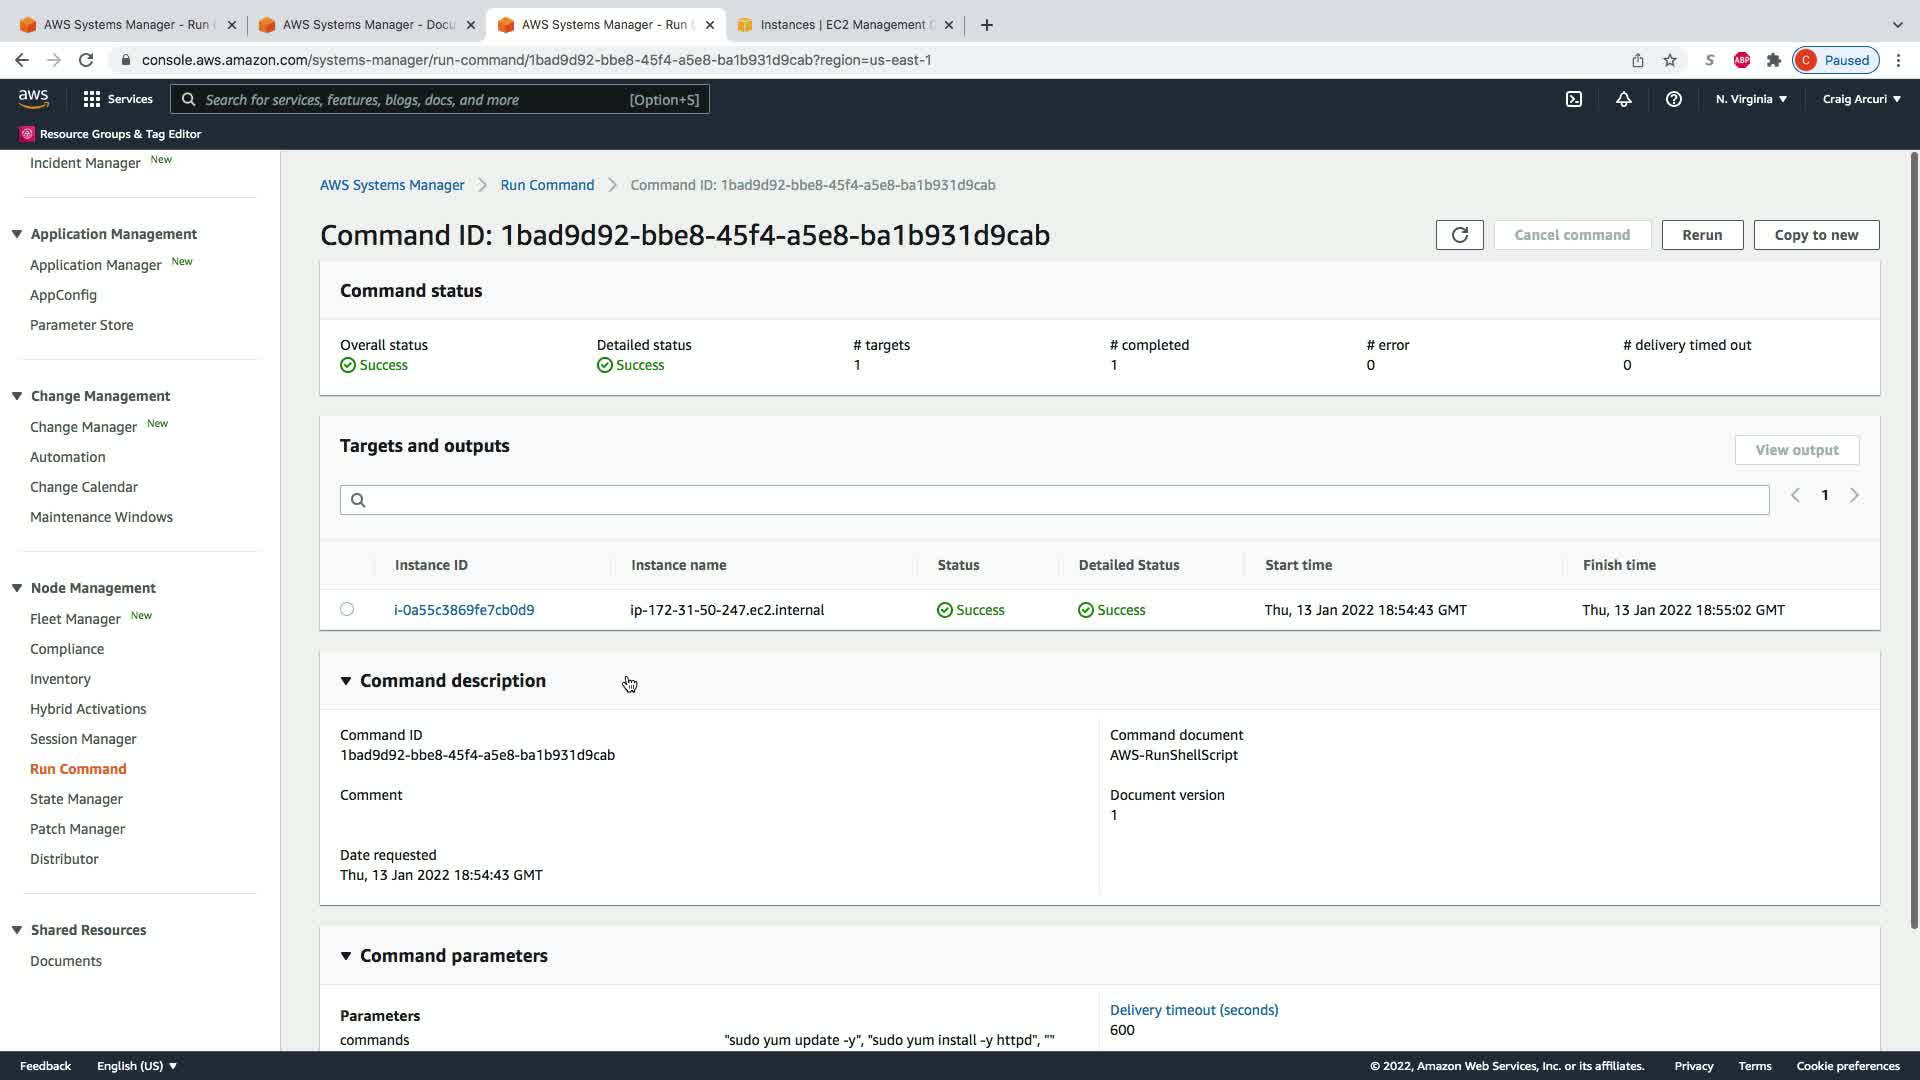 AWS Systems Manager - Run
AWS Systems Manager - Docu
AWS Systems Manager - Run
Instances | EC2 Management
console.aws.amazon.com/systems-manager/run-command/1bad9d92-bbe8-45f4-a5e8-ba1b931d9cab?region=us-east-1
S
ABP
C Paused
aws
Services
Search for services, features, blogs, docs, and more
[Option+S]
N. Virginia
Craig Arcuri
Resource Groups & Tag Editor
Incident Manager New
Application Management
Application Manager New
AppConfig
Parameter Store
Change Management
Change Manager New
Automation
Change Calendar
Maintenance Windows
Node Management
Fleet Manager New
Compliance
Inventory
Hybrid Activations
Session Manager
Run Command
State Manager
Patch Manager
Distributor
Shared Resources
Documents
AWS Systems Manager
Run Command
Command ID: 1bad9d92-bbe8-45f4-a5e8-ba1b931d9cab
Command ID: 1bad9d92-bbe8-45f4-a5e8-ba1b931d9cab
Cancel command
Rerun
Copy to new
Command status
Overall status
Success
Detailed status
Success
# targets
1
# completed
1
# error
0
# delivery timed out
0
Targets and outputs
View output
1
Instance ID
Instance name
Status
Detailed Status
Start time
Finish time
i-0a55c3869fe7cb0d9
ip-172-31-50-247.ec2.internal
Success
Success
Thu, 13 Jan 2022 18:54:43 GMT
Thu, 13 Jan 2022 18:55:02 GMT
Command description
Command ID
1bad9d92-bbe8-45f4-a5e8-ba1b931d9cab
Comment
Date requested
Thu, 13 Jan 2022 18:54:43 GMT
Command document
AWS-RunShellScript
Document version
1
Command parameters
Parameters
commands
"sudo yum update -y", "sudo yum install -y httpd", ""
Delivery timeout (seconds)
600
Feedback
English (US)
© 2022, Amazon Web Services, Inc. or its affiliates.
Privacy
Terms
Cookie preferences